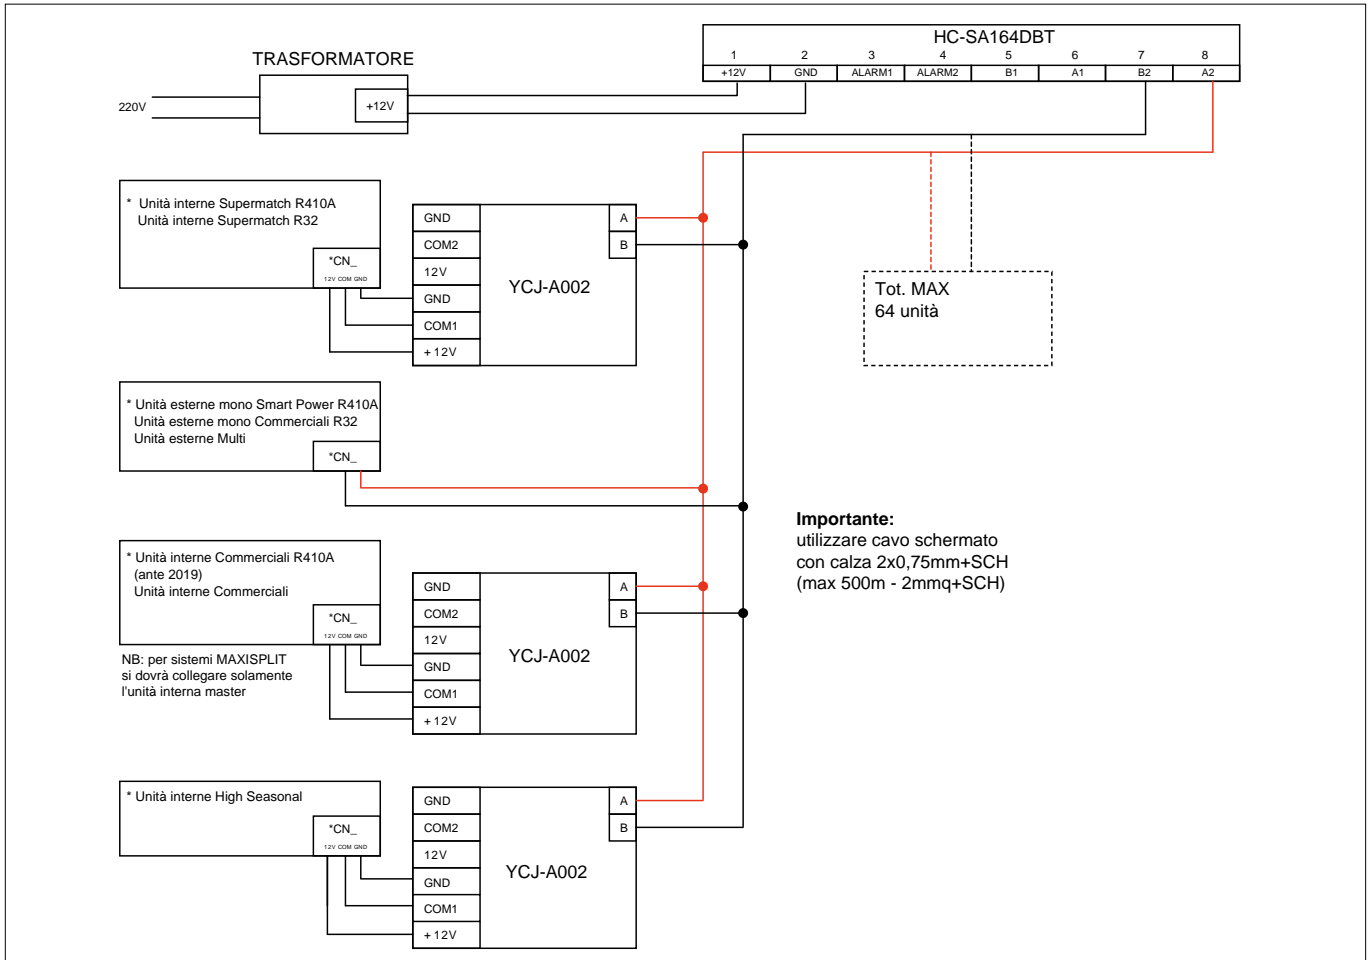 HC-SA164DBT
1 2 3 4 5 6 7 8
+12V GND ALARM1 ALARM2 B1 A1 B2 A2
TRASFORMATORE
220V
+12V
* Unità interne Supermatch R410A
Unità interne Supermatch R32
*CN_
12V COM GND
GND
COM2
12V
GND
COM1
+12V
YCJ-A002
A
B
Tot. MAX
64 unità
* Unità esterne mono Smart Power R410A
Unità esterne mono Commerciali R32
Unità esterne Multi
*CN_
Importante:
utilizzare cavo schermato
con calza 2x0,75mm+SCH
(max 500m - 2mmq+SCH)
* Unità interne Commerciali R410A
(ante 2019)
Unità interne Commerciali
*CN_
12V COM GND
NB: per sistemi MAXISPLIT
si dovrà collegare solamente
l'unità interna master
GND
COM2
12V
GND
COM1
+12V
YCJ-A002
A
B
* Unità interne High Seasonal
*CN_
12V COM GND
GND
COM2
12V
GND
COM1
+12V
YCJ-A002
A
B